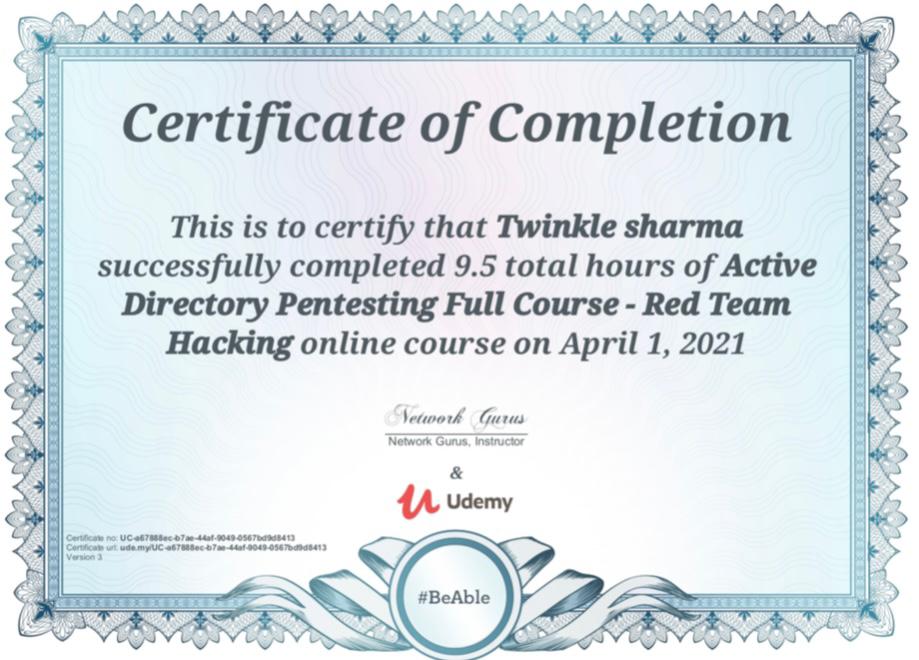 Certificate of Completion
This is to certify that Twinkle sharma
successfully completed 9.5 total hours of Active
Directory Pentesting Full Course - Red Team
Hacking online course on April 1, 2021
Network Gurus
Network Gurus, Instructor
&
Udemy
Certificate no: UC-a67888ec-b7ae-44af-9049-0567bd9d8413
Certificate url: ude.my/UC-a67888ec-b7ae-44af-9049-0567bd9d8413
Version 3
#BeAble